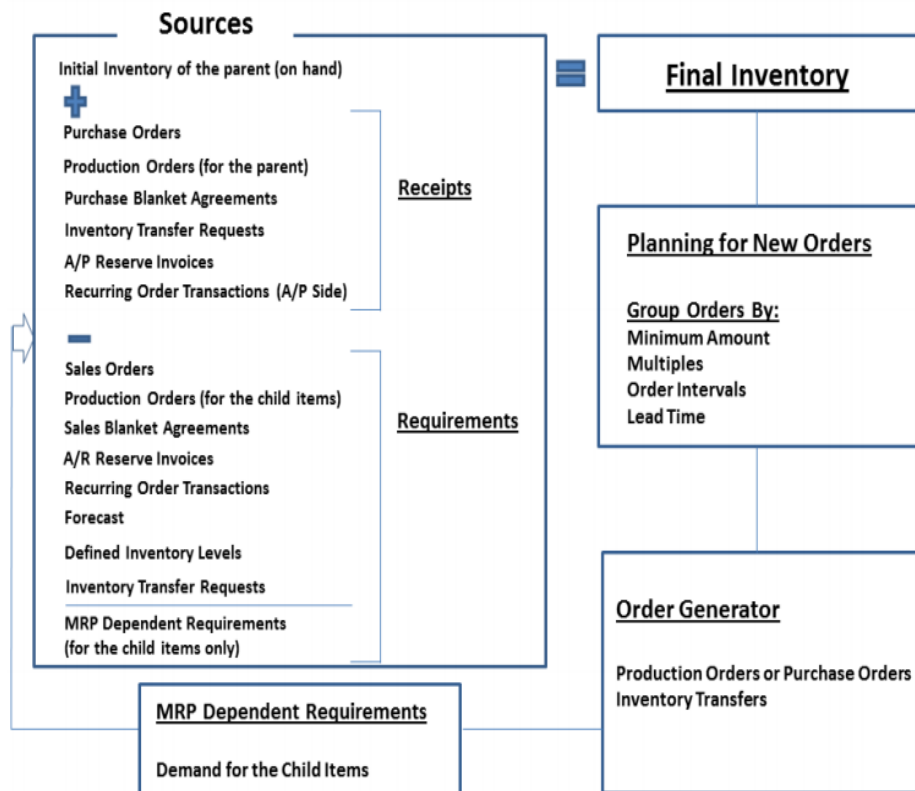 Sources
Initial Inventory of the parent (on hand)
Purchase Orders
Production Orders (for the parent)
Purchase Blanket Agreements
Inventory Transfer Requests
A/P Reserve Invoices
Recurring Order Transactions (A/P Side)
Receipts
Sales Orders
Production Orders (for the child items)
Sales Blanket Agreements
A/R Reserve Invoices
Recurring Order Transactions
Forecast
Defined Inventory Levels
Inventory Transfer Requests
MRP Dependent Requirements
(for the child items only)
Requirements
Final Inventory
Planning for New Orders
Group Orders By:
Minimum Amount
Multiples
Order Intervals
Lead Time
Order Generator
Production Orders or Purchase Orders
Inventory Transfers
MRP Dependent Requirements
Demand for the Child Items